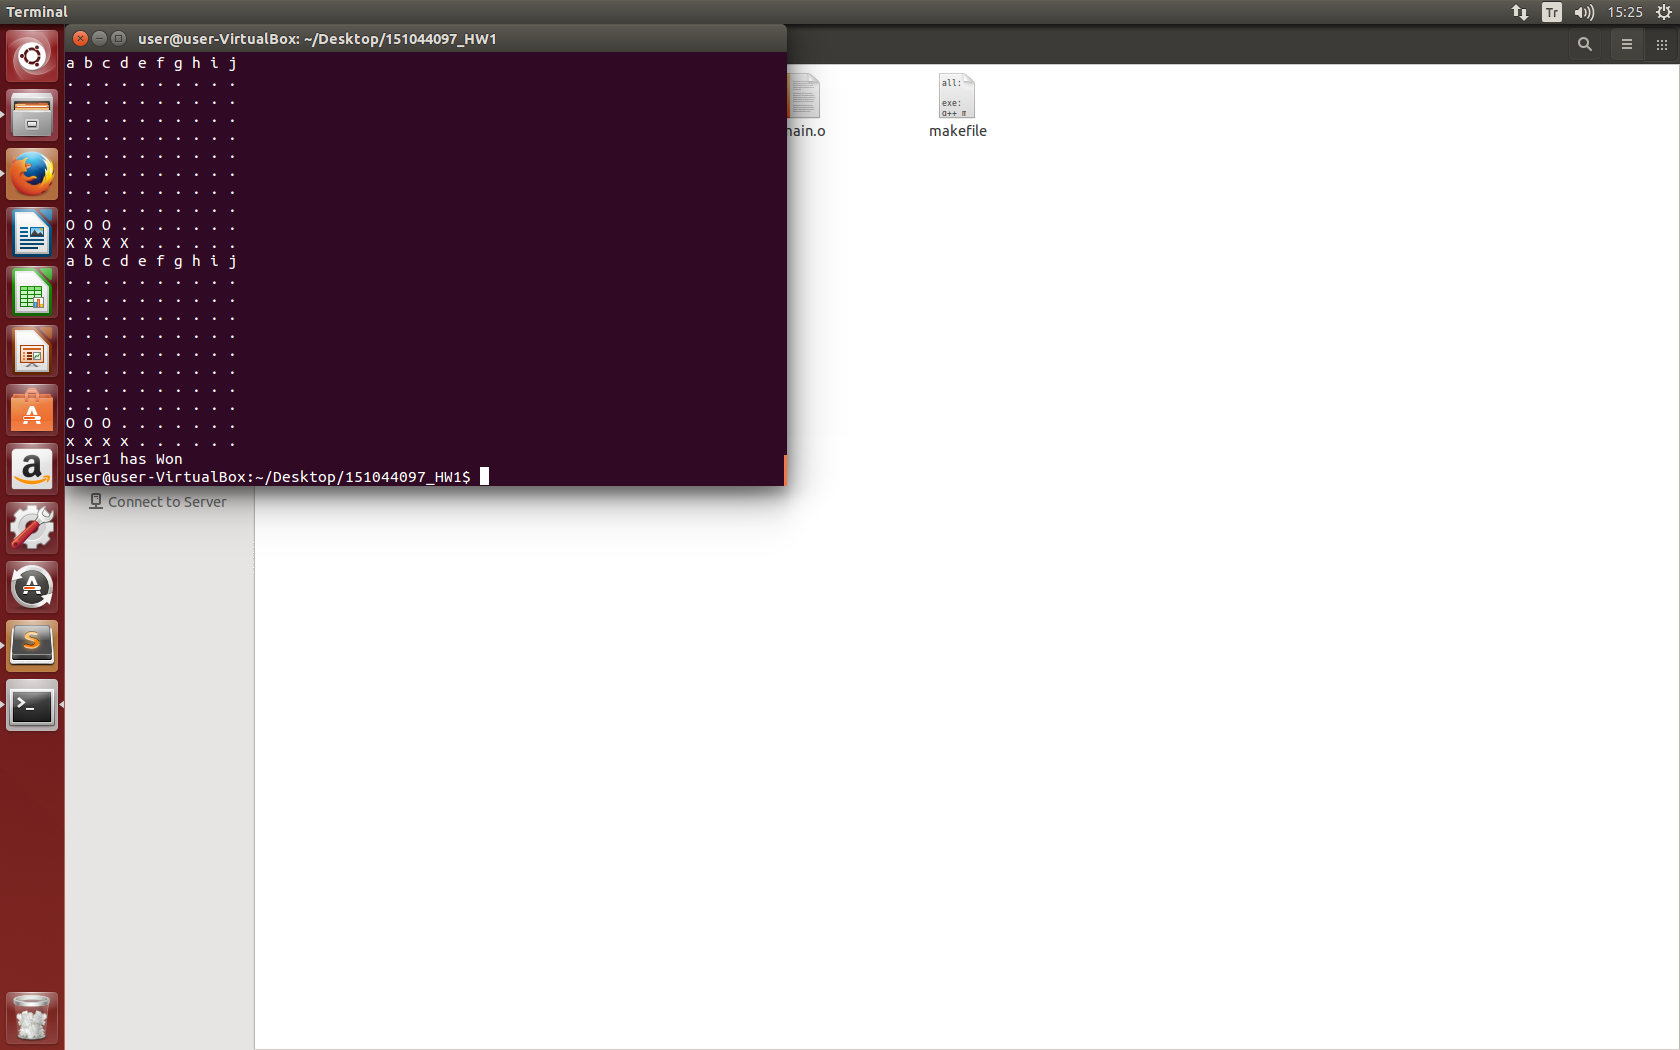 Terminal
Tr
15:25
user@user-VirtualBox: ~/Desktop/151044097_HW1
a b c d e f g h i j
. . . . . . . . . .
. . . . . . . . . .
. . . . . . . . . .
. . . . . . . . . .
. . . . . . . . . .
. . . . . . . . . .
. . . . . . . . . .
. . . . . . . . . .
O O O . . . . . . .
X X X X . . . . . .
a b c d e f g h i j
. . . . . . . . . .
. . . . . . . . . .
. . . . . . . . . .
. . . . . . . . . .
. . . . . . . . . .
. . . . . . . . . .
. . . . . . . . . .
. . . . . . . . . .
O O O . . . . . . .
x x x x . . . . . .
User1 has Won
user@user-VirtualBox:~/Desktop/151044097_HW1$
all:
exe:
g++
ain.o
makefile
Connect to Server